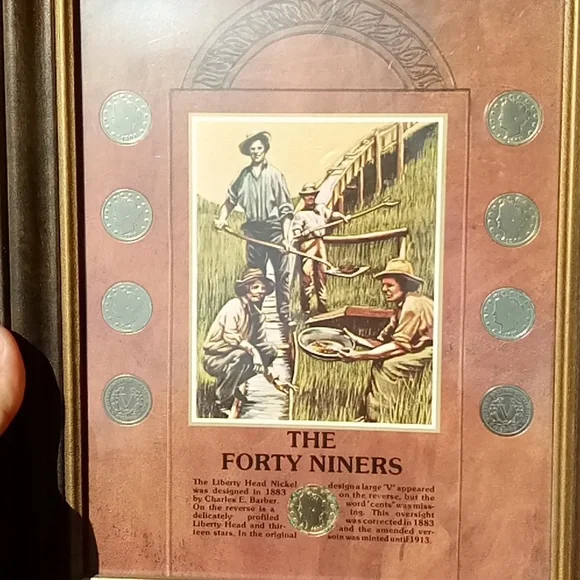 THE
FORTY NINERS
The Liberty Head Nickel
was designed in 1883
by Charles E. Barber.
On the reverse is a
delicately profiled
Liberty Head and thir-
teen stars. In the original
design a large "V" appeared
on the reverse, but the
word "cents" was miss-
ing. This oversight
was corrected in 1883
and the amended ver-
soin was minted until 1913.
V
V